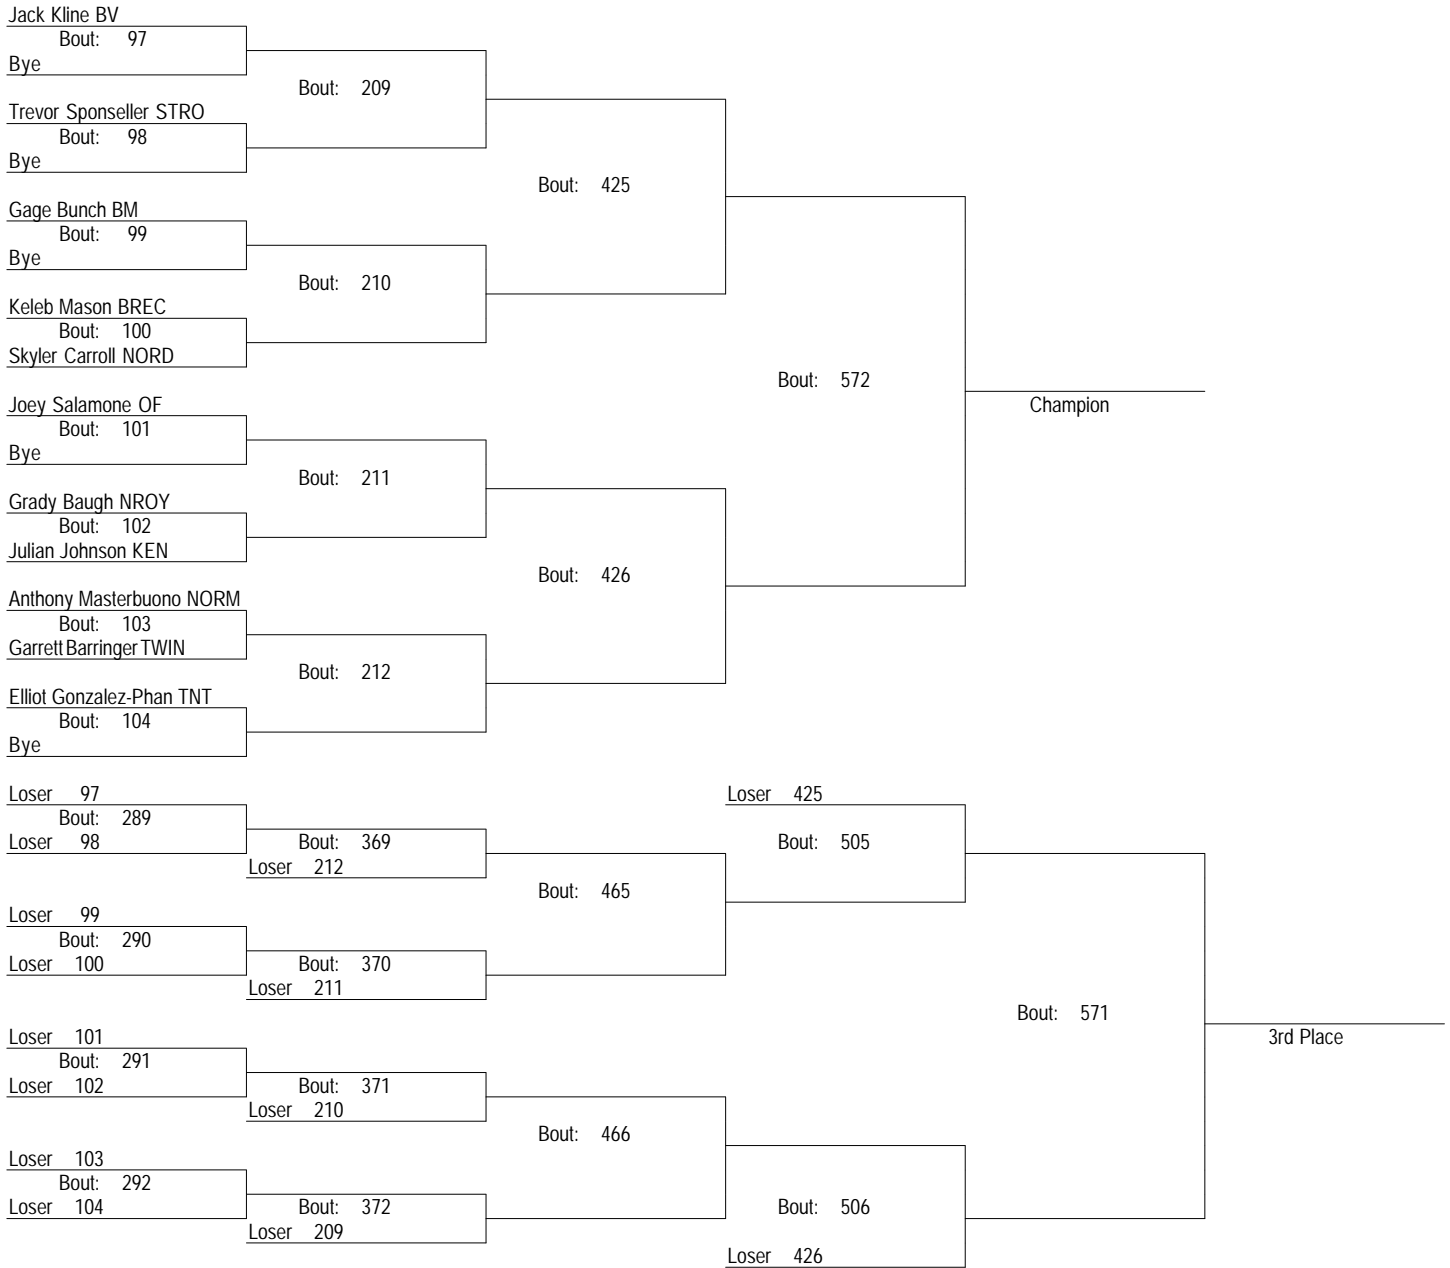 Jack Kline BV
Bout: 97
Bye
Bout: 209
Trevor Sponseller STRO
Bout: 98
Bye
Bout: 425
Gage Bunch BM
Bout: 99
Bye
Bout: 210
Keleb Mason BREC
Bout: 100
Skyler Carroll NORD
Bout: 572
Champion
Joey Salamone OF
Bout: 101
Bye
Bout: 211
Grady Baugh NROY
Bout: 102
Julian Johnson KEN
Bout: 426
Anthony Masterbuono NORM
Bout: 103
Garrett Barringer TWIN
Bout: 212
Elliot Gonzalez-Phan TNT
Bout: 104
Bye
Loser 97
Bout: 289
Loser 98
Bout: 369
Loser 212
Loser 425
Bout: 505
Bout: 465
Loser 99
Bout: 290
Loser 100
Bout: 370
Loser 211
Bout: 571
3rd Place
Loser 101
Bout: 291
Loser 102
Bout: 371
Loser 210
Bout: 466
Loser 103
Bout: 292
Loser 104
Bout: 372
Loser 209
Bout: 506
Loser 426